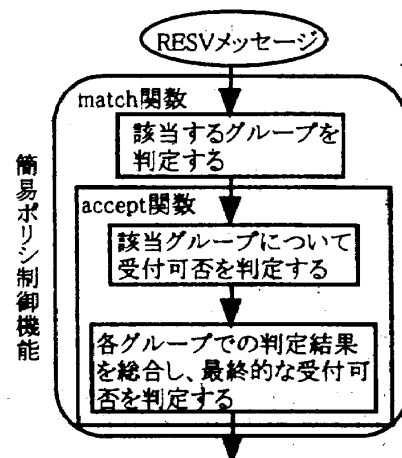 RESVメッセージ
match関数
該当するグループを
判定する
accept関数
該当グループについて
受付可否を判定する
各グループでの判定結果
を総合し、最終的な受付可
否を判定する
簡易ポリシ制御機能